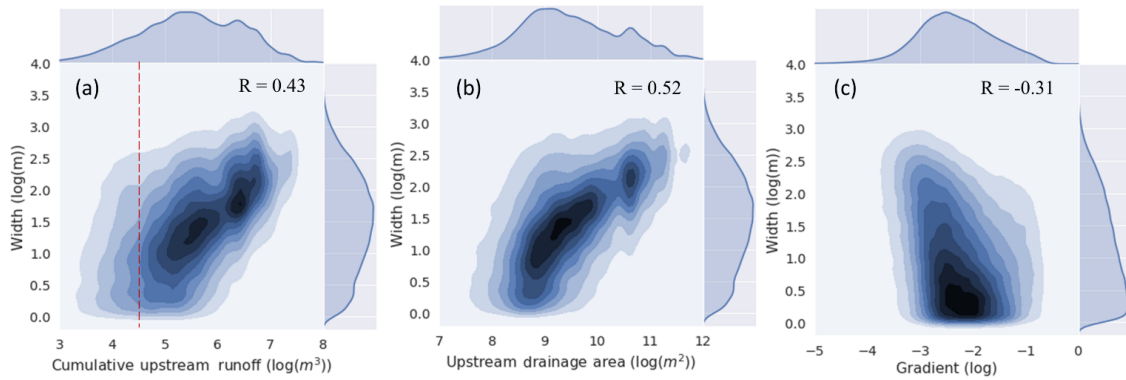 (a)
R = 0.43
4.0
3.5
3.0
2.5
2.0
1.5
1.0
0.5
0.0
Width (log(m))
3 4 5 6 7 8
Cumulative upstream runoff (log(m³))
(b)
R = 0.52
4.0
3.5
3.0
2.5
2.0
1.5
1.0
0.5
0.0
Width (log(m))
7 8 9 10 11 12
Upstream drainage area (log(m²))
(c)
R = -0.31
4.0
3.5
3.0
2.5
2.0
1.5
1.0
0.5
0.0
Width (log(m))
−5 −4 −3 −2 −1 0
Gradient (log)